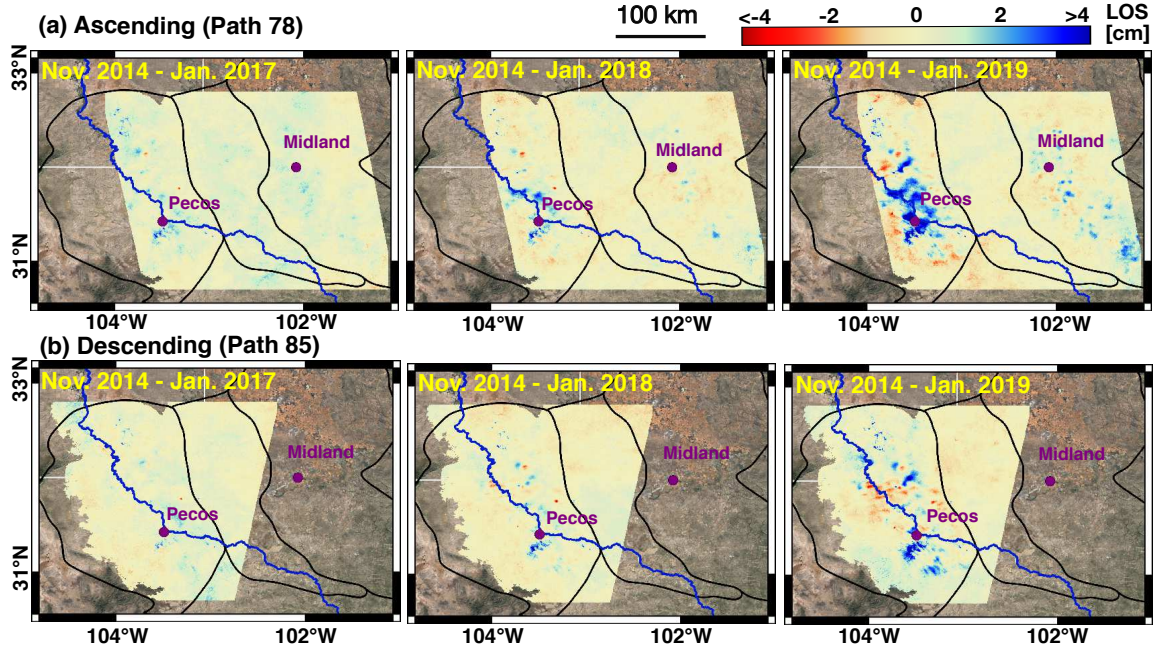 (a) Ascending (Path 78)
100 km
<-4 -2 0 2 >4 LOS
[cm]
33°N
Nov. 2014 - Jan. 2017
Nov. 2014 - Jan. 2018
Nov. 2014 - Jan. 2019
Midland
Midland
Midland
Pecos
Pecos
Pecos
31°N
104°W 102°W 104°W 102°W 104°W 102°W
(b) Descending (Path 85)
33°N
Nov. 2014 - Jan. 2017
Nov. 2014 - Jan. 2018
Nov. 2014 - Jan. 2019
Midland
Midland
Midland
Pecos
Pecos
Pecos
31°N
104°W 102°W 104°W 102°W 104°W 102°W